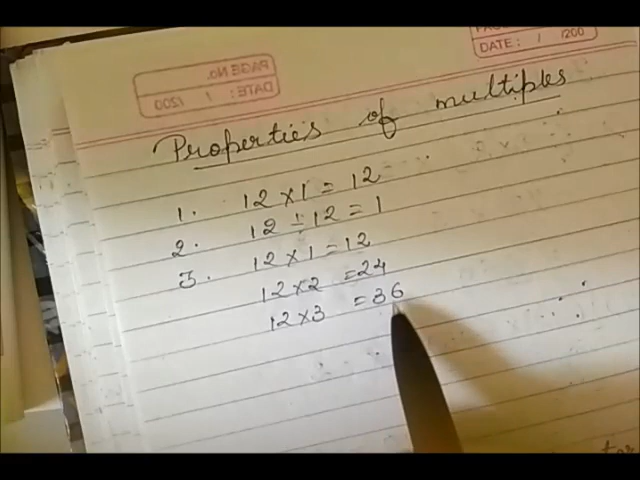 PAGE NO.
DATE: / /200
DATE: / /200
Properties of multiples
1. 12 × 1 = 12
2. 12 ÷ 12 = 1
3. 12 × 1 = 12
12 × 2 = 24
12 × 3 = 36